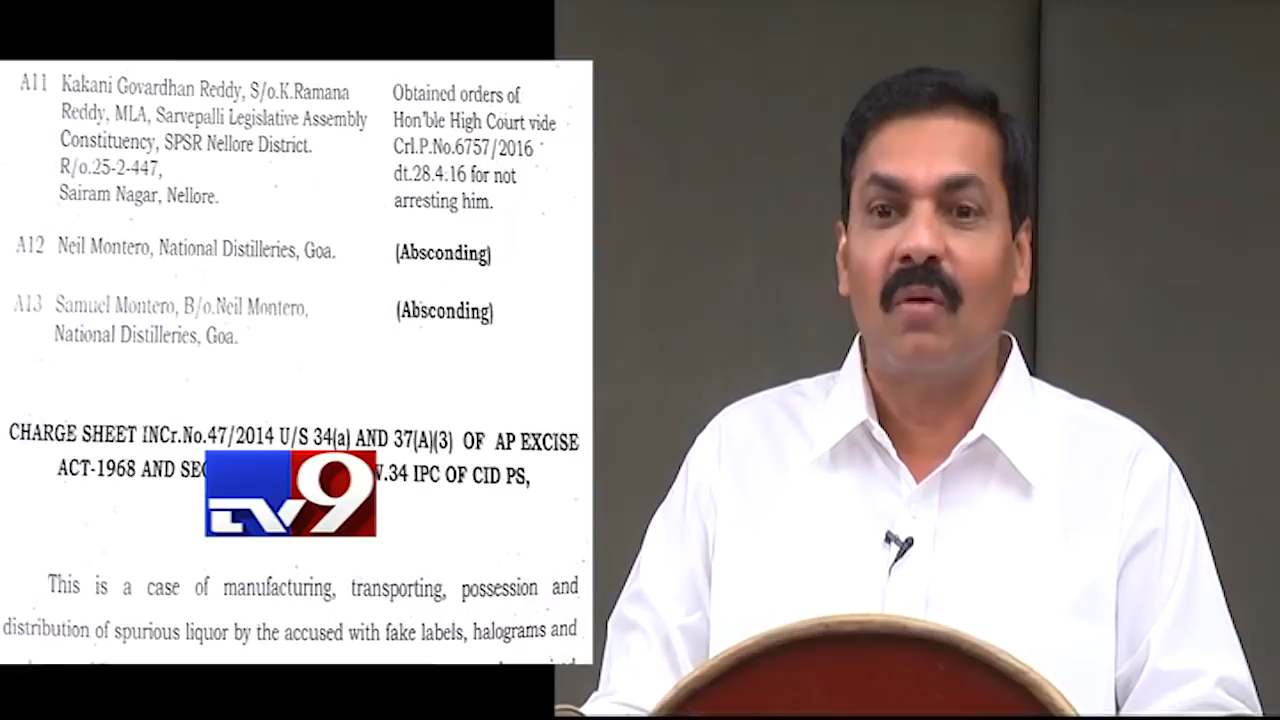 A11 Kakani Govardhan Reddy, S/o.K.Ramana
Reddy, MLA, Sarvepalli Legislative Assembly
Constituency, SPSR Nellore District.
R/o.25-2-447,
Sairam Nagar, Nellore.
Obtained orders of
Hon'ble High Court vide
Crl.P.No.6757/2016
dt.28.4.16 for not
arresting him.
A12 Neil Montero, National Distilleries, Goa. (Absconding)
A13 Samuel Montero, B/o.Neil Montero, (Absconding)
National Distilleries, Goa.
CHARGE SHEET INCr.No.47/2014 U/S 34(a) AND 37(A)(3) OF AP EXCISE
ACT-1968 AND .34 IPC OF CID PS,
TV9
This is a case of manufacturing, transporting, possession and
distribution of spurious liquor by the accused with fake labels, halograms and